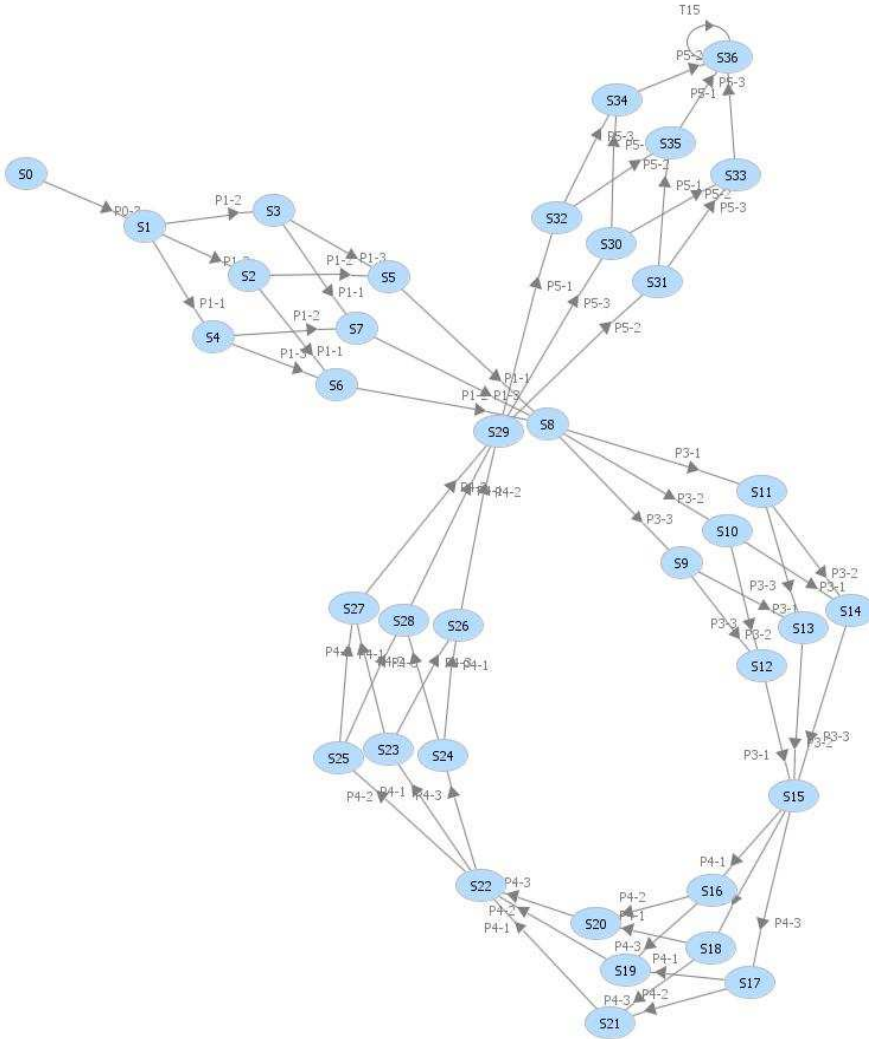 T15
P5-2
S36
P5-3
P5-1
S34
P5-3
S35
P5-2
S33
S0
P1-2
S3
S32
P5-1
P5-2
P5-3
S1
S30
P1-2
P1-3
S2
S5
P5-1
S31
P1-1
P1-1
P5-3
P1-2
S4
S7
P5-2
P1-3
P1-1
S6
P1-1
P1-2
P1-3
S29
S8
P3-1
P4-2
S11
P3-2
P3-3
S10
S9
P3-3
P3-2
P3-1
S27
S28
S26
P3-3
P3-1
S14
S13
P3-2
S12
P4-1
P4-1
S25
S23
S24
P3-1
P3-2
P3-3
P4-2
P4-1
P4-3
S15
P4-1
S22
P4-3
S16
P4-2
P4-2
S20
P4-1
P4-3
P4-1
S18
P4-3
S19
P4-1
S17
P4-3
P4-2
S21